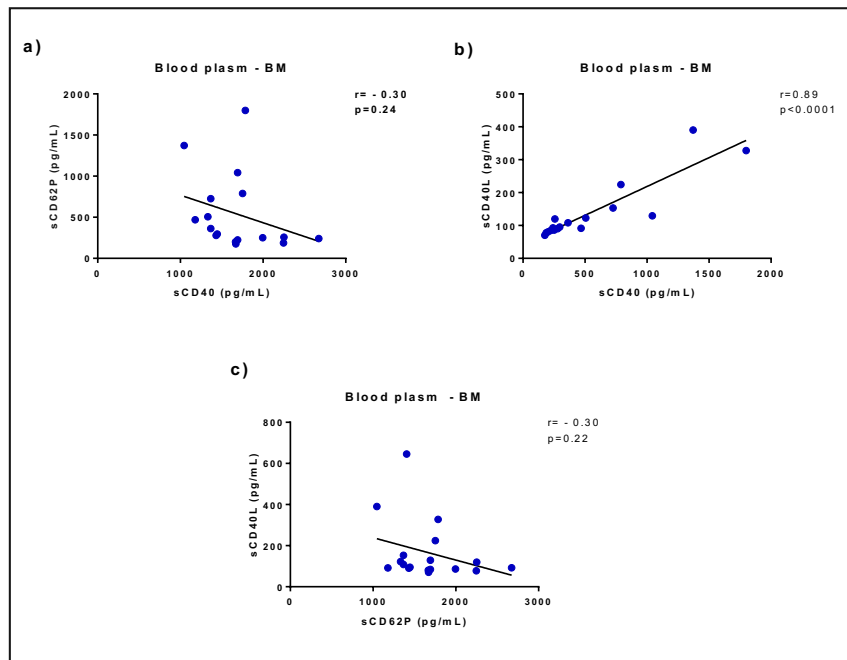 a)
Blood plasm - BM
r= - 0.30
p=0.24
sCD62P (pg/mL)
2000
1500
1000
500
0
0 1000 2000 3000
sCD40 (pg/mL)
b)
Blood plasm - BM
r=0.89
p<0.0001
sCD40L (pg/mL)
500
400
300
200
100
0
0 500 1000 1500 2000
sCD40 (pg/mL)
c)
Blood plasm - BM
r= - 0.30
p=0.22
sCD40L (pg/mL)
800
600
400
200
0
0 1000 2000 3000
sCD62P (pg/mL)